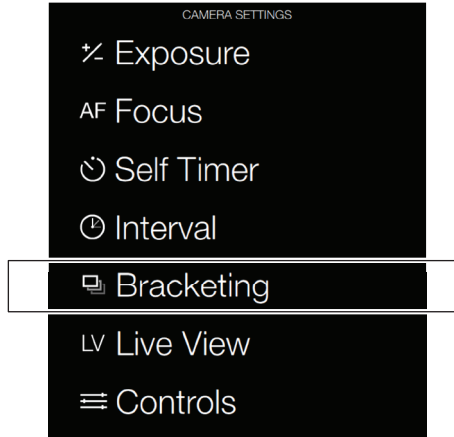 CAMERA SETTINGS
+/- Exposure
AF Focus
Self Timer
Interval
Bracketing
LV Live View
Controls